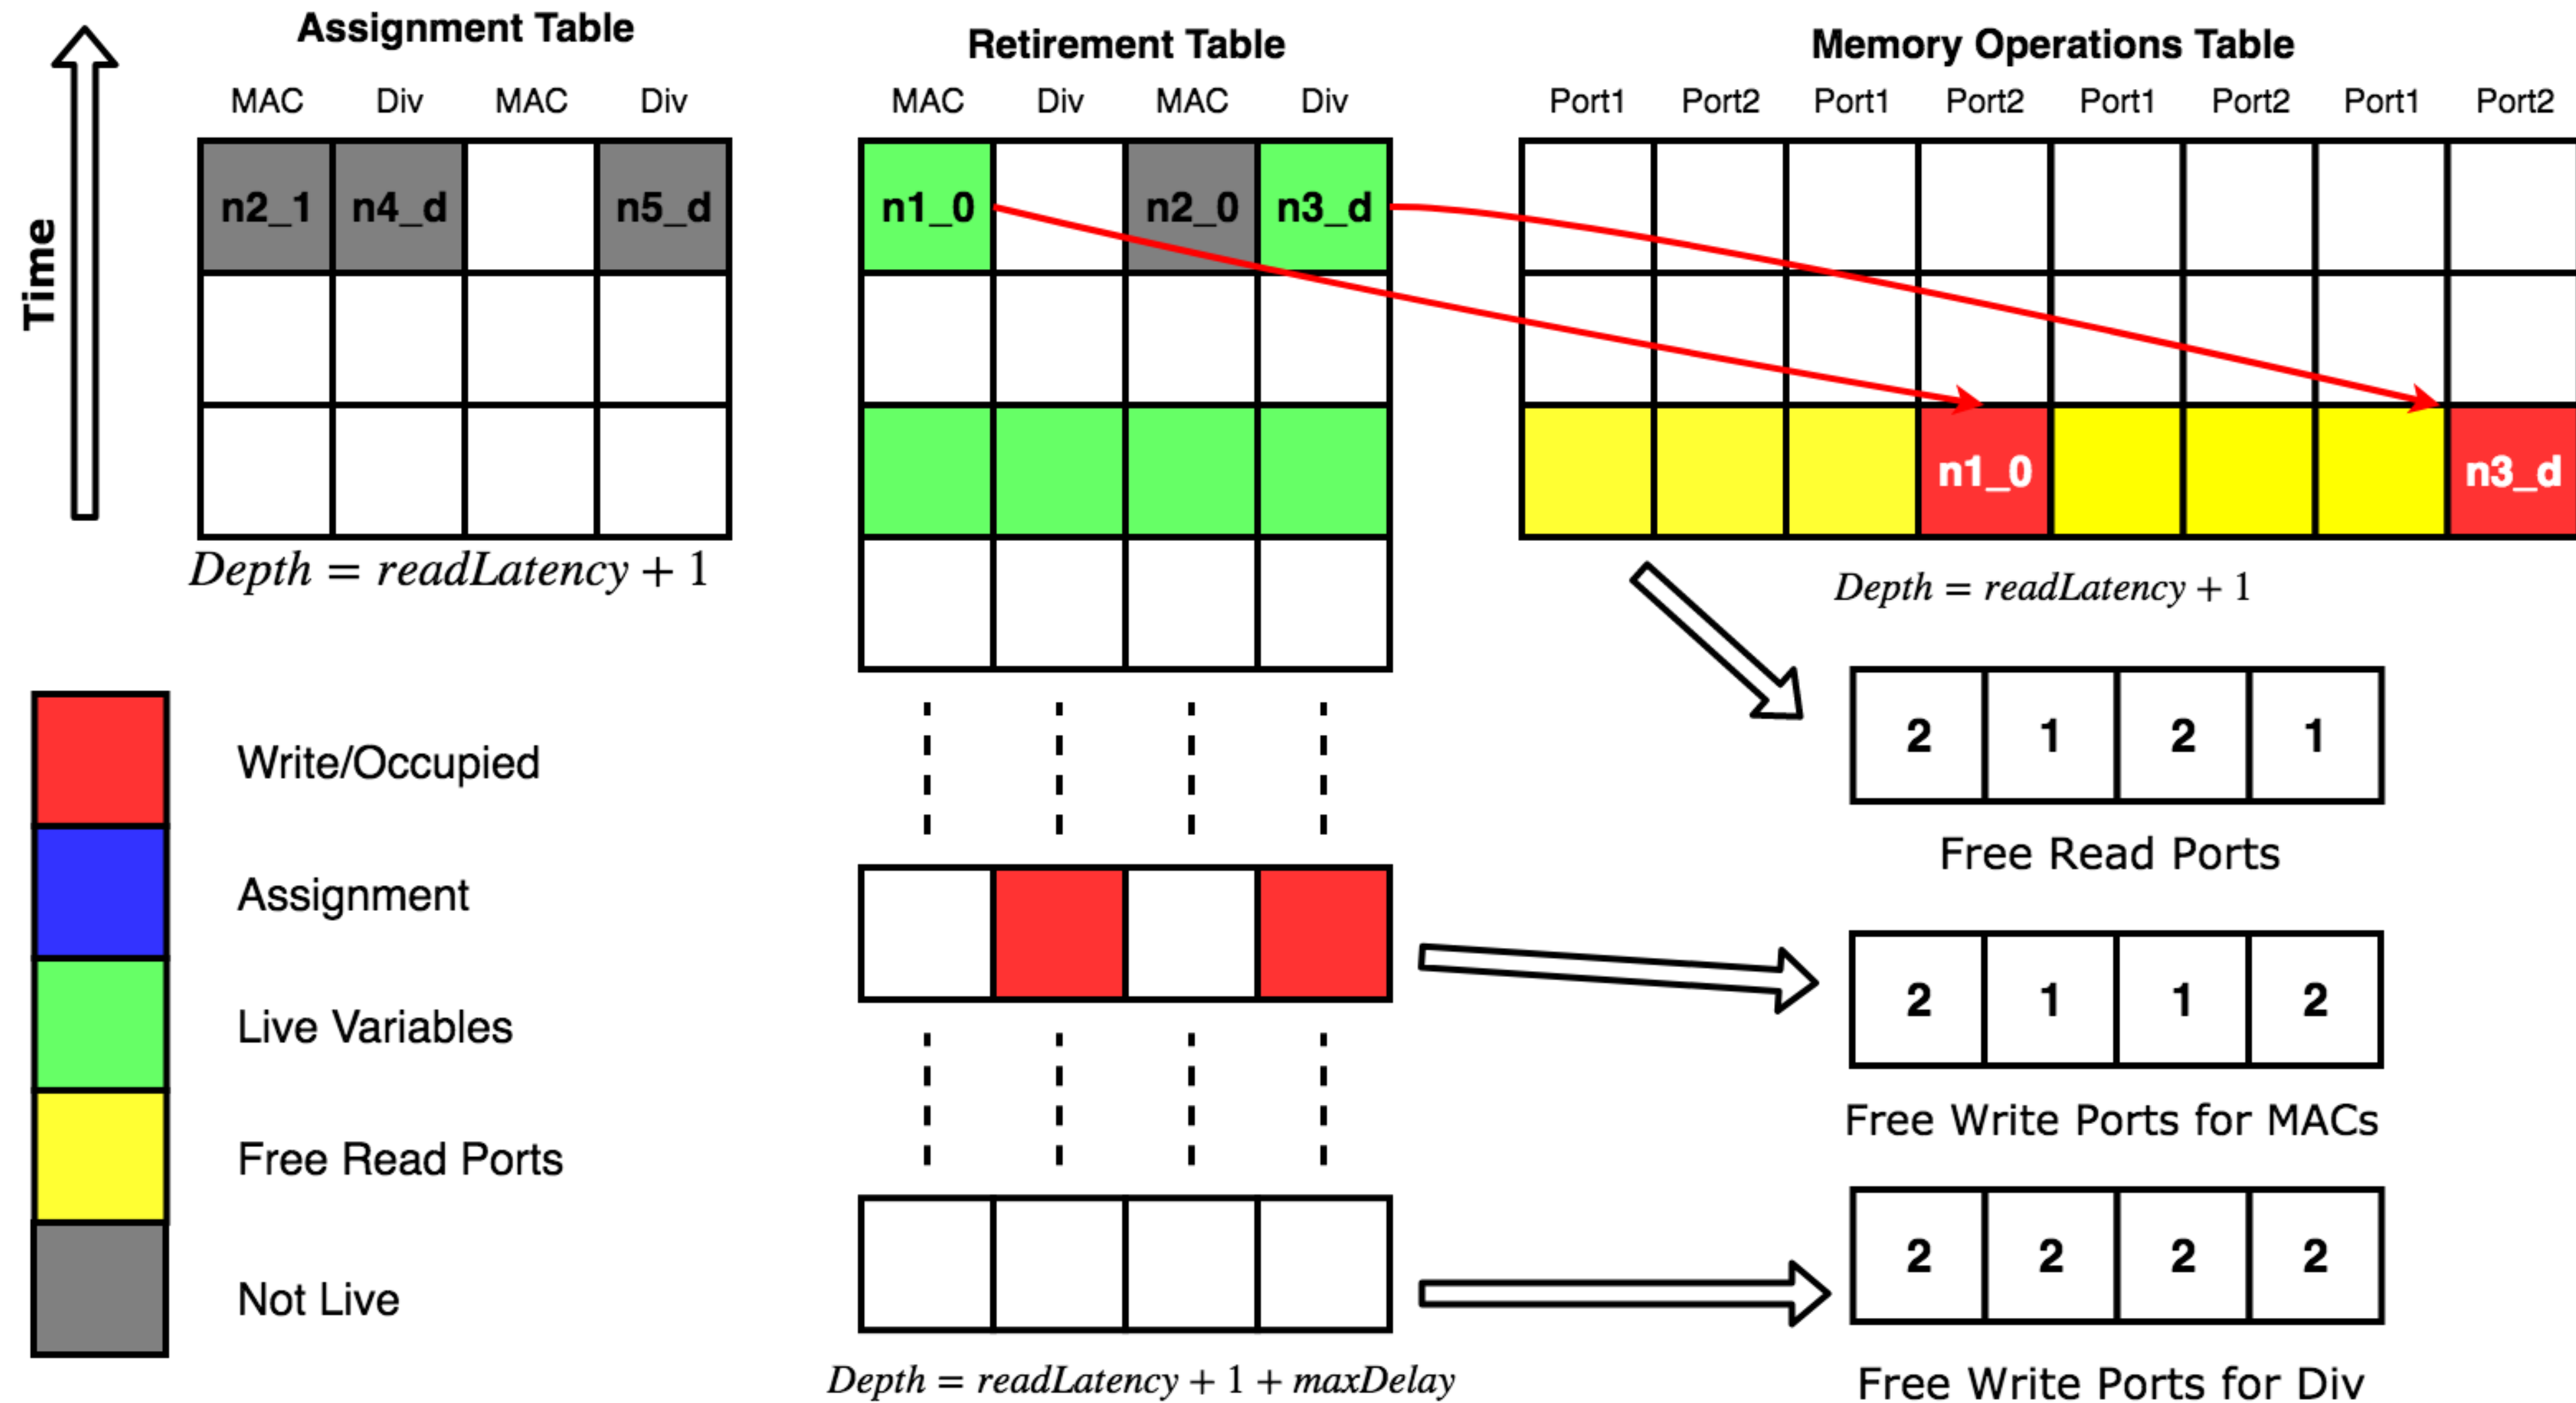 Assignment Table
Retirement Table
Memory Operations Table
MAC Div MAC Div
MAC Div MAC Div
Port1 Port2 Port1 Port2 Port1 Port2 Port1 Port2
Time
n2_1 n4_d n5_d
n1_0 n2_0 n3_d
n1_0 n3_d
Depth = readLatency + 1
Depth = readLatency + 1
2 1 2 1
Free Read Ports
Write/Occupied
Assignment
Live Variables
Free Read Ports
Not Live
2 1 1 2
Free Write Ports for MACs
2 2 2 2
Free Write Ports for Div
Depth = readLatency + 1 + maxDelay